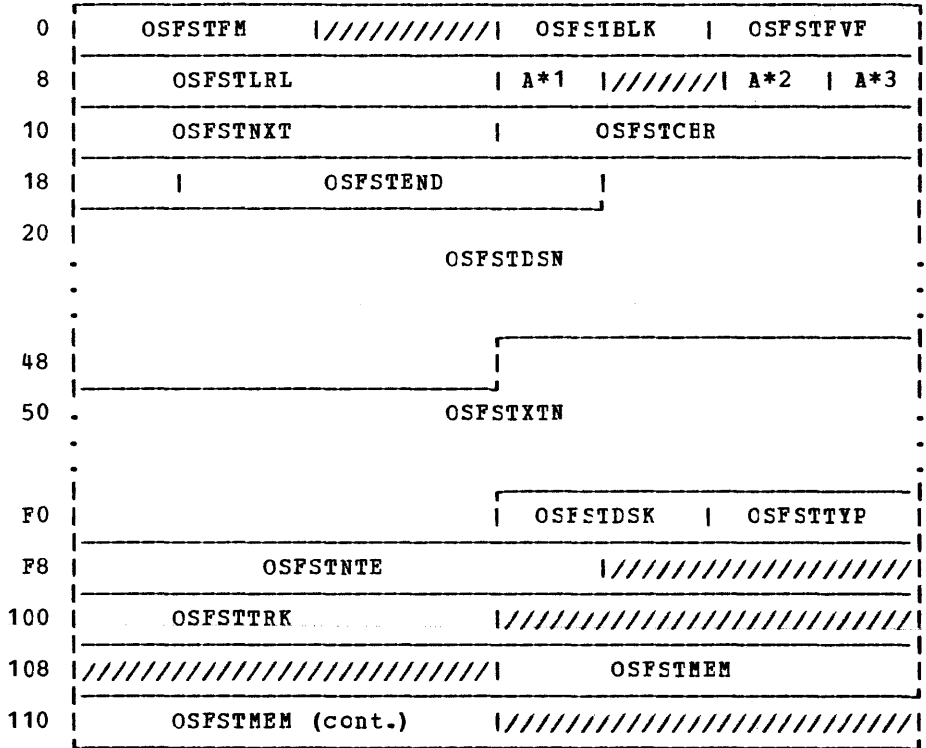 0 OSFSTFM |///////////| OSFSTBLK | OSFSTFVF
8 OSFSTLRL | A*1 |////////| A*2 | A*3
10 OSFSTNXT | OSFSTCHR
18 | OSFSTEND |
20
OSFSTDSN
48
50 OSFSTXTN
F0 | OSFSTDSK | OSFSTTYP
F8 OSFSTNTE |////////////////////
100 OSFSTTRK |///////////////////////////
108 ///////////////////////////| OSFSTMEM
110 OSFSTMEM (cont.) |///////////////////////////